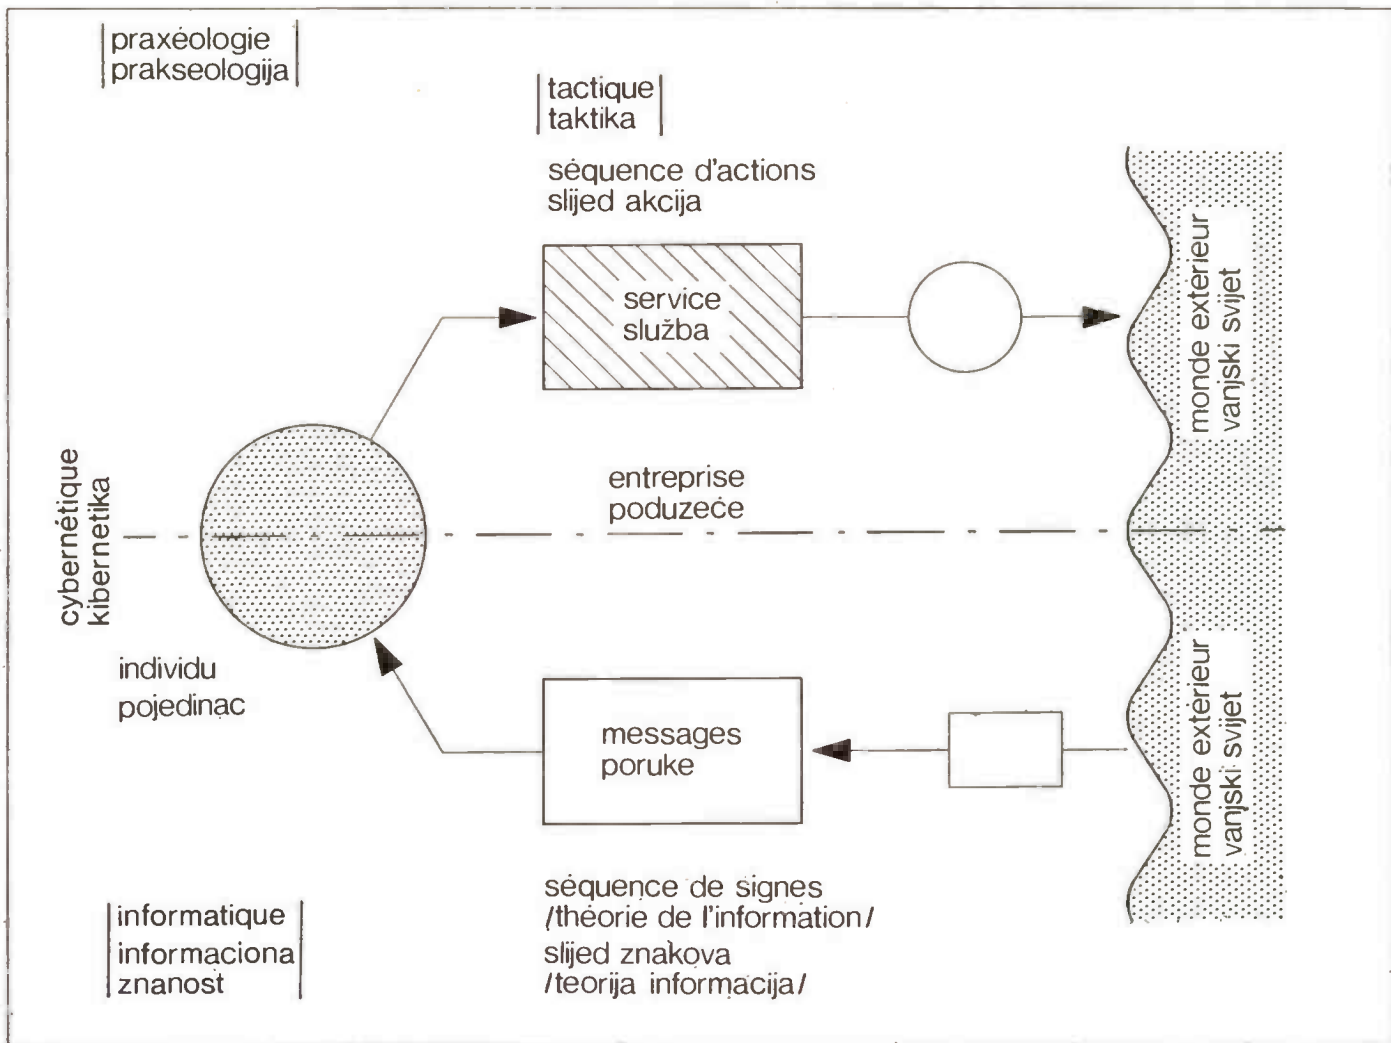 praxéologie
prakseologija
tactique
taktika
séquence d'actions
slijed akcija
service
služba
monde extérieur
vanjski svijet
cybernétique
kibernetika
entreprise
poduzeće
individu
pojedinac
messages
poruke
monde extérieur
vanjski svijet
séquence de signes
/théorie de l'information/
slijed znakova
/teorija informacija/
informatique
informaciona
znanost